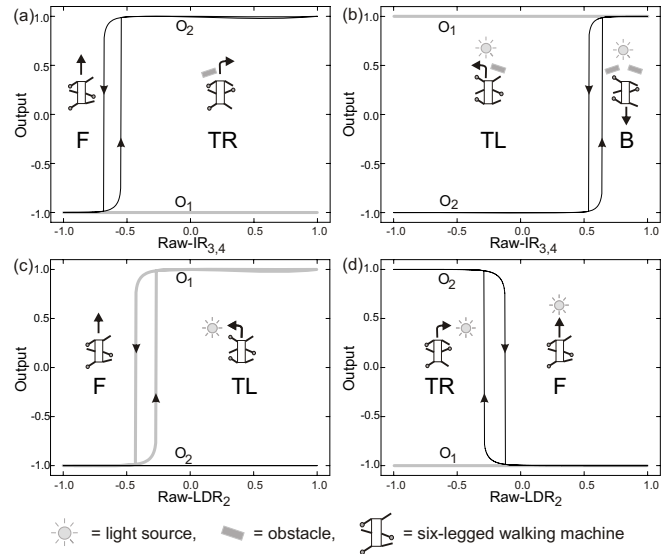 (a)
1.0
0.5
0.0
-0.5
-1.0
Output
O2
F
TR
O1
-1.0 -0.5 0.0 0.5 1.0
Raw-IR3,4
(b)
1.0
0.5
0.0
-0.5
-1.0
Output
O1
TL
B
O2
-1.0 -0.5 0.0 0.5 1.0
Raw-IR3,4
(c)
1.0
0.5
0.0
-0.5
-1.0
Output
O1
F
TL
O2
-1.0 -0.5 0.0 0.5 1.0
Raw-LDR2
(d)
1.0
0.5
0.0
-0.5
-1.0
Output
O2
TR
F
O1
-1.0 -0.5 0.0 0.5 1.0
Raw-LDR2
= light source, = obstacle, = six-legged walking machine